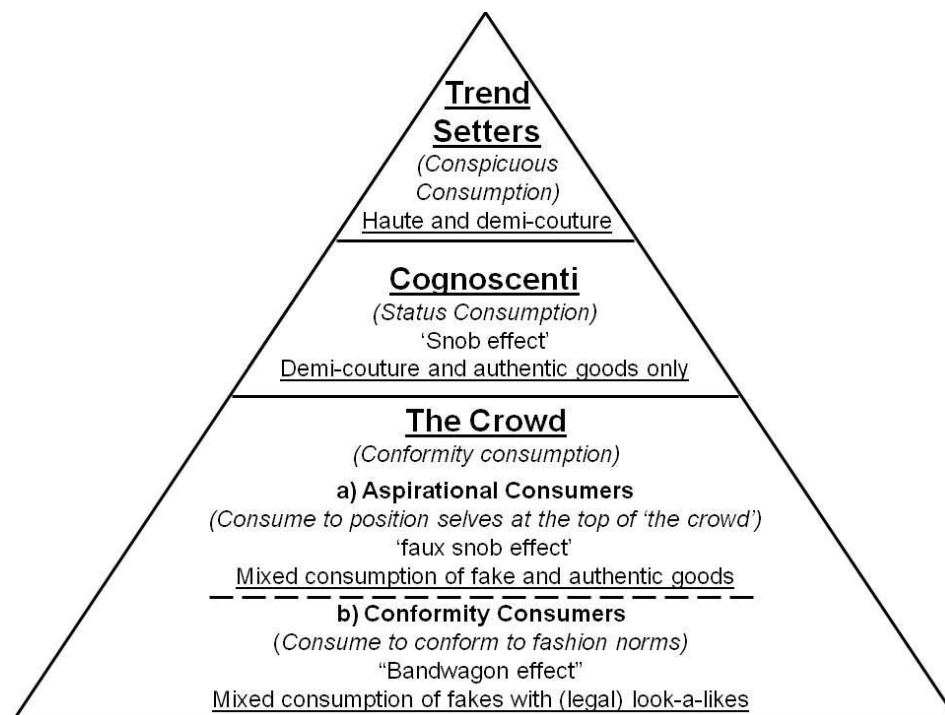 Trend
Setters
(Conspicuous
Consumption)
Haute and demi-couture
Cognoscenti
(Status Consumption)
‘Snob effect’
Demi-couture and authentic goods only
The Crowd
(Conformity consumption)
a) Aspirational Consumers
(Consume to position selves at the top of ‘the crowd’)
‘faux snob effect’
Mixed consumption of fake and authentic goods
b) Conformity Consumers
(Consume to conform to fashion norms)
“Bandwagon effect”
Mixed consumption of fakes with (legal) look-a-likes